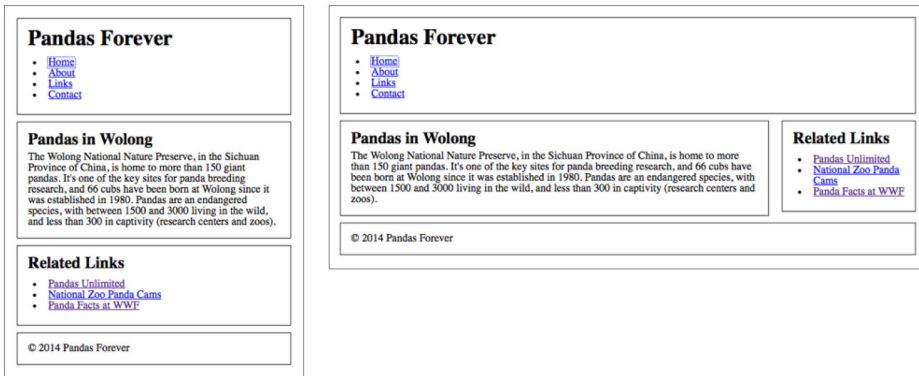 Pandas Forever
Home
About
Links
Contact
Pandas in Wolong
The Wolong National Nature Preserve, in the Sichuan
Province of China, is home to more than 150 giant
pandas. It's one of the key sites for panda breeding
research, and 66 cubs have been born at Wolong since it
was established in 1980. Pandas are an endangered
species, with between 1500 and 3000 living in the wild,
and less than 300 in captivity (research centers and zoos).
Related Links
Pandas Unlimited
National Zoo Panda Cams
Panda Facts at WWF
© 2014 Pandas Forever
Pandas Forever
Home
About
Links
Contact
Pandas in Wolong
The Wolong National Nature Preserve, in the Sichuan Province of China, is home to more
than 150 giant pandas. It's one of the key sites for panda breeding research, and 66 cubs have
been born at Wolong since it was established in 1980. Pandas are an endangered species, with
between 1500 and 3000 living in the wild, and less than 300 in captivity (research centers and
zoos).
Related Links
Pandas Unlimited
National Zoo Panda
Cams
Panda Facts at WWF
© 2014 Pandas Forever